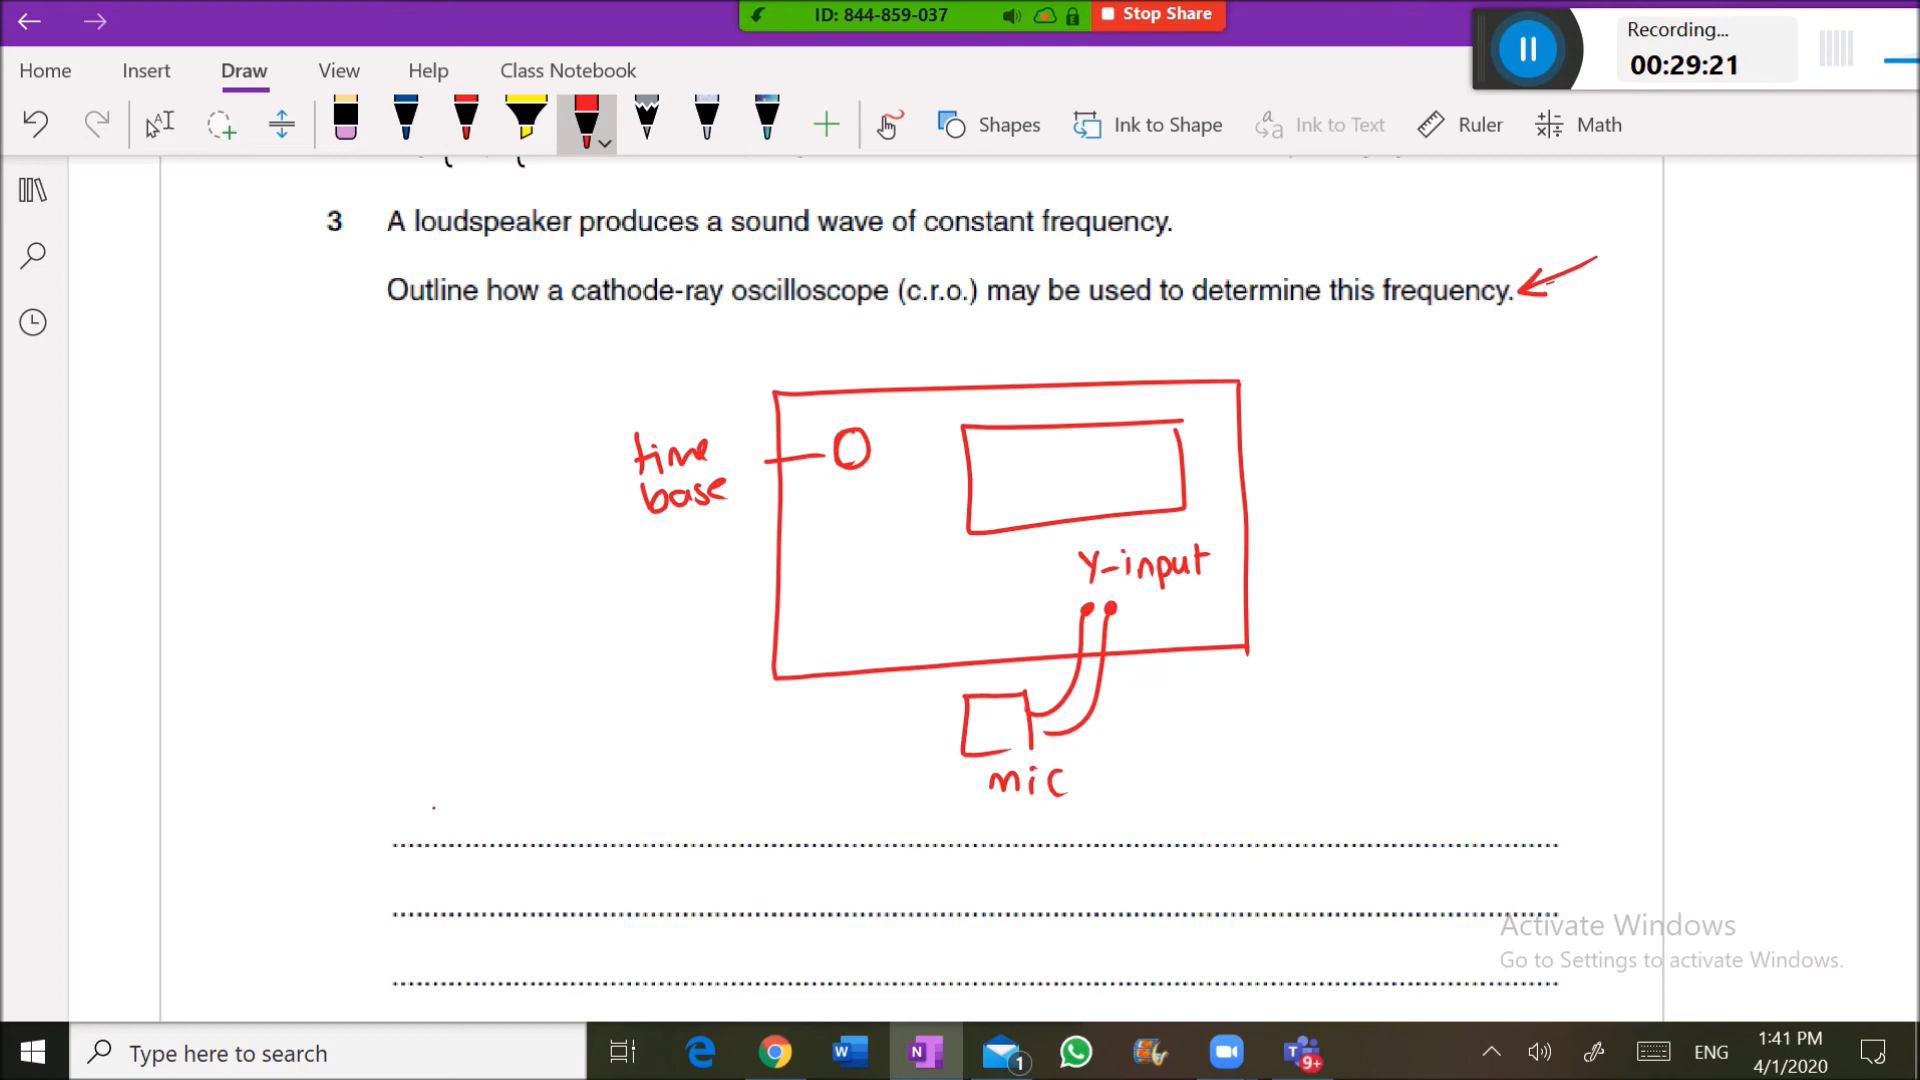 ID: 844-859-037 Stop Share
Recording...
00:29:21
Home Insert Draw View Help Class Notebook
Shapes Ink to Shape Ink to Text Ruler Math
3 A loudspeaker produces a sound wave of constant frequency.
Outline how a cathode-ray oscilloscope (c.r.o.) may be used to determine this frequency.
time
base
Y-input
mic
Activate Windows
Go to Settings to activate Windows.
Type here to search
1
9+
ENG
1:41 PM
4/1/2020